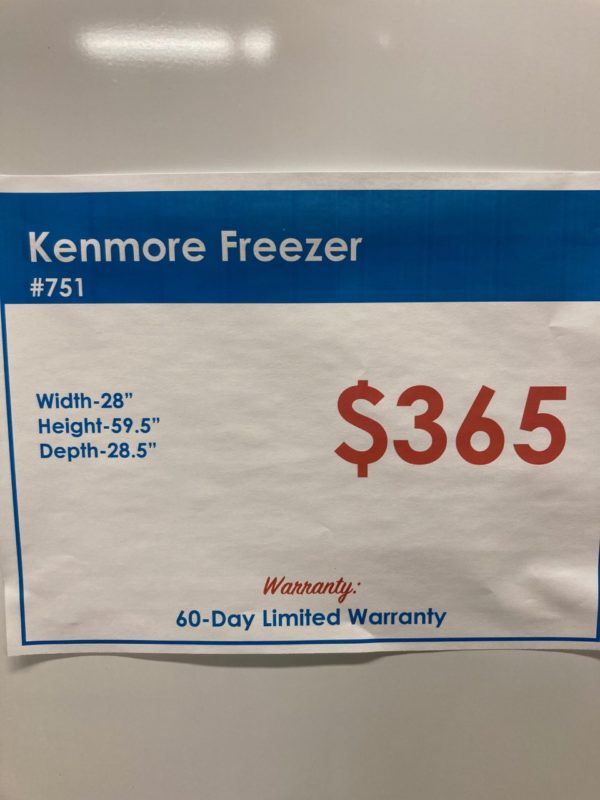 Kenmore Freezer
#751
Width-28”
Height-59.5”
Depth-28.5”
$365
Warranty:
60-Day Limited Warranty